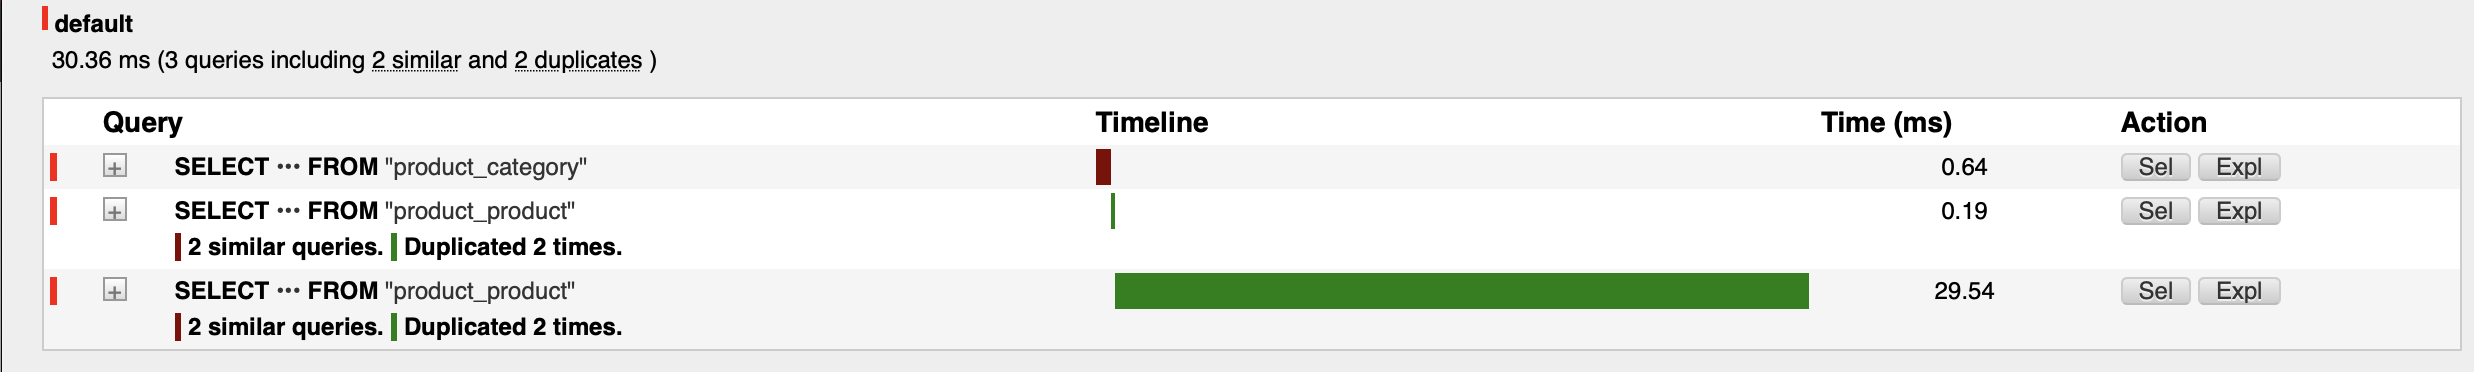 default
30.36 ms (3 queries including 2 similar and 2 duplicates )
Query Timeline Time (ms) Action
+ SELECT ••• FROM "product_category" 0.64 Sel Expl
+ SELECT ••• FROM "product_product" 0.19 Sel Expl
2 similar queries. Duplicated 2 times.
+ SELECT ••• FROM "product_product" 29.54 Sel Expl
2 similar queries. Duplicated 2 times.